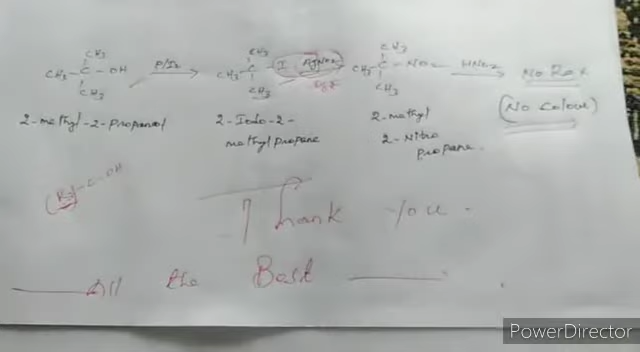 CH3 CH3 CH3
CH3-C-OH P/I2 CH3-C-I AgNO2 CH3-C-NO2 HNO2 No Rex
CH3 CH3 CH3
(No Colour)
2-methyl-2-Propanol 2-Iodo-2-methyl propane 2-methyl 2-Nitro propane.
C-OH
Thank you.
All the Best
PowerDirector